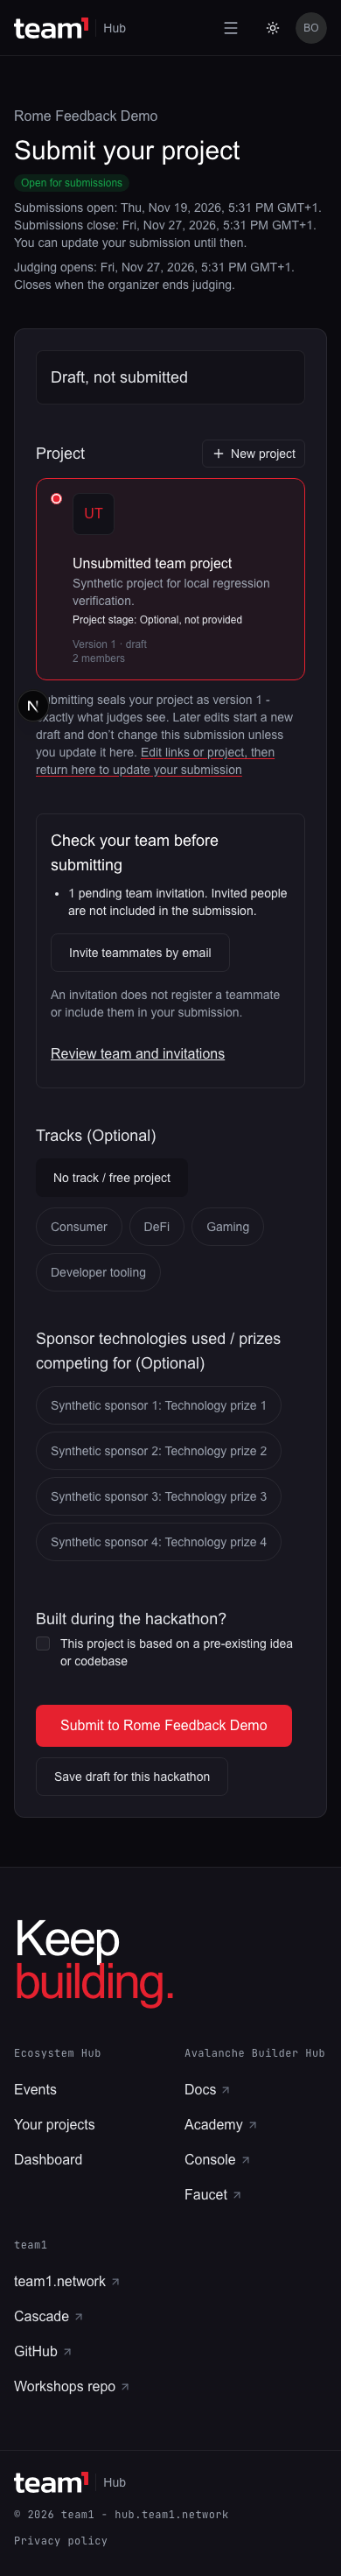 team1 Hub BO
Rome Feedback Demo
Submit your project
Open for submissions
Submissions open: Thu, Nov 19, 2026, 5:31 PM GMT+1.
Submissions close: Fri, Nov 27, 2026, 5:31 PM GMT+1.
You can update your submission until then.
Judging opens: Fri, Nov 27, 2026, 5:31 PM GMT+1.
Closes when the organizer ends judging.
Draft, not submitted
Project
New project
UT
Unsubmitted team project
Synthetic project for local regression
verification.
Project stage: Optional, not provided
Version 1 · draft
2 members
N
ubmitting seals your project as version 1 -
exactly what judges see. Later edits start a new
draft and don't change this submission unless
you update it here. Edit links or project, then
return here to update your submission
Check your team before
submitting
• 1 pending team invitation. Invited people
are not included in the submission.
Invite teammates by email
An invitation does not register a teammate
or include them in your submission.
Review team and invitations
Tracks (Optional)
No track / free project
Consumer DeFi Gaming
Developer tooling
Sponsor technologies used / prizes
competing for (Optional)
Synthetic sponsor 1: Technology prize 1
Synthetic sponsor 2: Technology prize 2
Synthetic sponsor 3: Technology prize 3
Synthetic sponsor 4: Technology prize 4
Built during the hackathon?
This project is based on a pre-existing idea
or codebase
Submit to Rome Feedback Demo
Save draft for this hackathon
Keep
building.
Ecosystem Hub
Events
Your projects
Dashboard
Avalanche Builder Hub
Docs ↗
Academy ↗
Console ↗
Faucet ↗
team1
team1.network ↗
Cascade ↗
GitHub ↗
Workshops repo ↗
team1 Hub
© 2026 team1 - hub.team1.network
Privacy policy